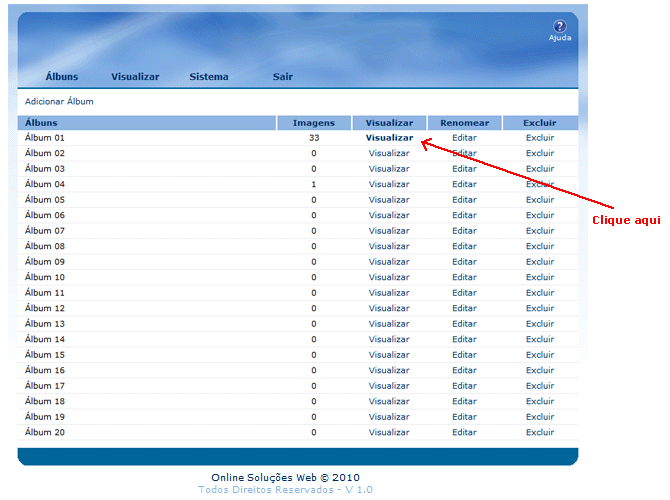 Ajuda
Álbuns Visualizar Sistema Sair
Adicionar Álbum
Álbuns Imagens Visualizar Renomear Excluir
Álbum 01 33 Visualizar Editar Excluir
Álbum 02 0 Visualizar Editar Excluir
Álbum 03 0 Visualizar Editar Excluir
Álbum 04 1 Visualizar Editar Excluir
Álbum 05 0 Visualizar Editar Excluir
Clique aqui
Álbum 06 0 Visualizar Editar Excluir
Álbum 07 0 Visualizar Editar Excluir
Álbum 08 0 Visualizar Editar Excluir
Álbum 09 0 Visualizar Editar Excluir
Álbum 10 0 Visualizar Editar Excluir
Álbum 11 0 Visualizar Editar Excluir
Álbum 12 0 Visualizar Editar Excluir
Álbum 13 0 Visualizar Editar Excluir
Álbum 14 0 Visualizar Editar Excluir
Álbum 15 0 Visualizar Editar Excluir
Álbum 16 0 Visualizar Editar Excluir
Álbum 17 0 Visualizar Editar Excluir
Álbum 18 0 Visualizar Editar Excluir
Álbum 19 0 Visualizar Editar Excluir
Álbum 20 0 Visualizar Editar Excluir
Online Soluções Web © 2010
Todos Direitos Reservados - V 1.0